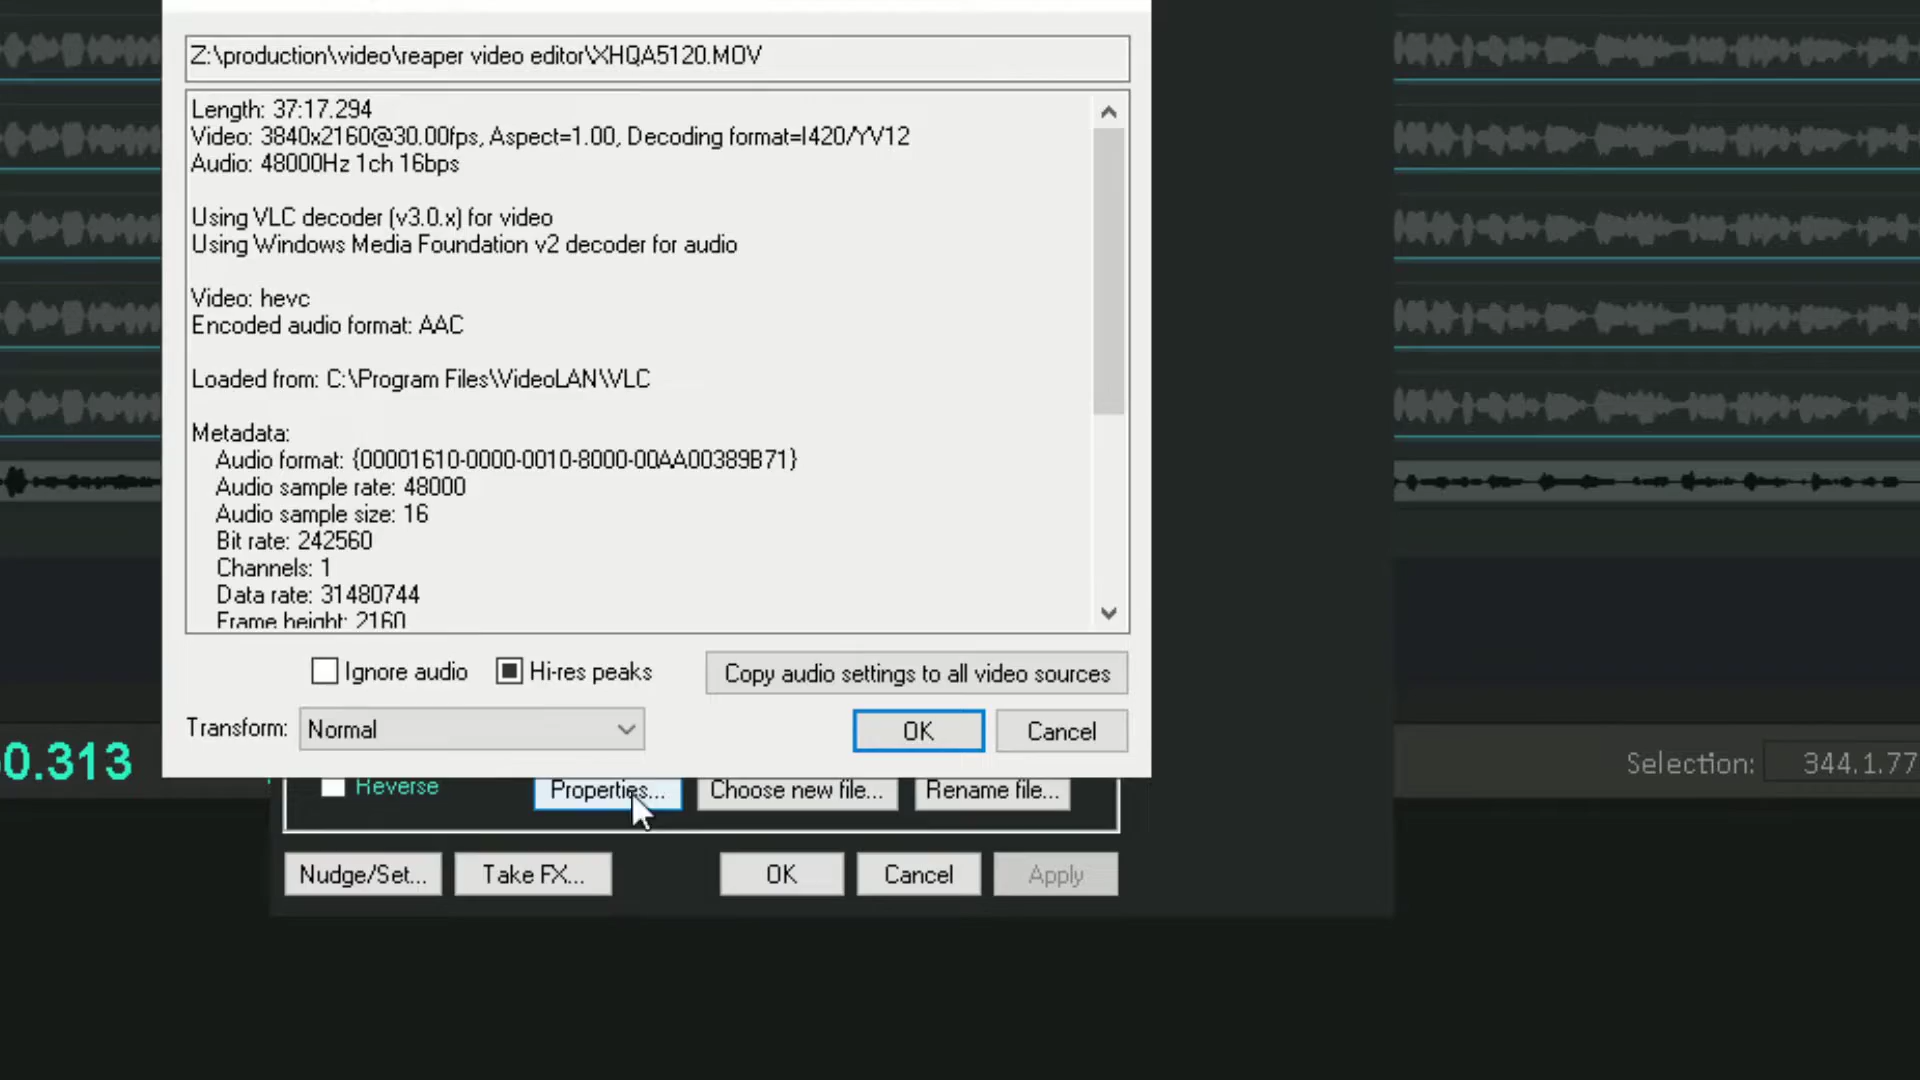 Z:\production\video\reaper video editor\XHQA5120.MOV
Length: 37:17.294
Video: 3840x2160@30.00fps, Aspect=1.00, Decoding format=I420/YV12
Audio: 48000Hz 1ch 16bps
Using VLC decoder (v3.0.x) for video
Using Windows Media Foundation v2 decoder for audio
Video: hevc
Encoded audio format: AAC
Loaded from: C:\Program Files\VideoLAN\VLC
Metadata:
Audio format: {00001610-0000-0010-8000-00AA00389B71}
Audio sample rate: 48000
Audio sample size: 16
Bit rate: 242560
Channels: 1
Data rate: 31480744
Frame height: 2160
Ignore audio Hi-res peaks Copy audio settings to all video sources
Transform: Normal OK Cancel
0.313 Selection: 344.1.77
Reverse Properties... Choose new file... Rename file...
Nudge/Set... Take FX... OK Cancel Apply